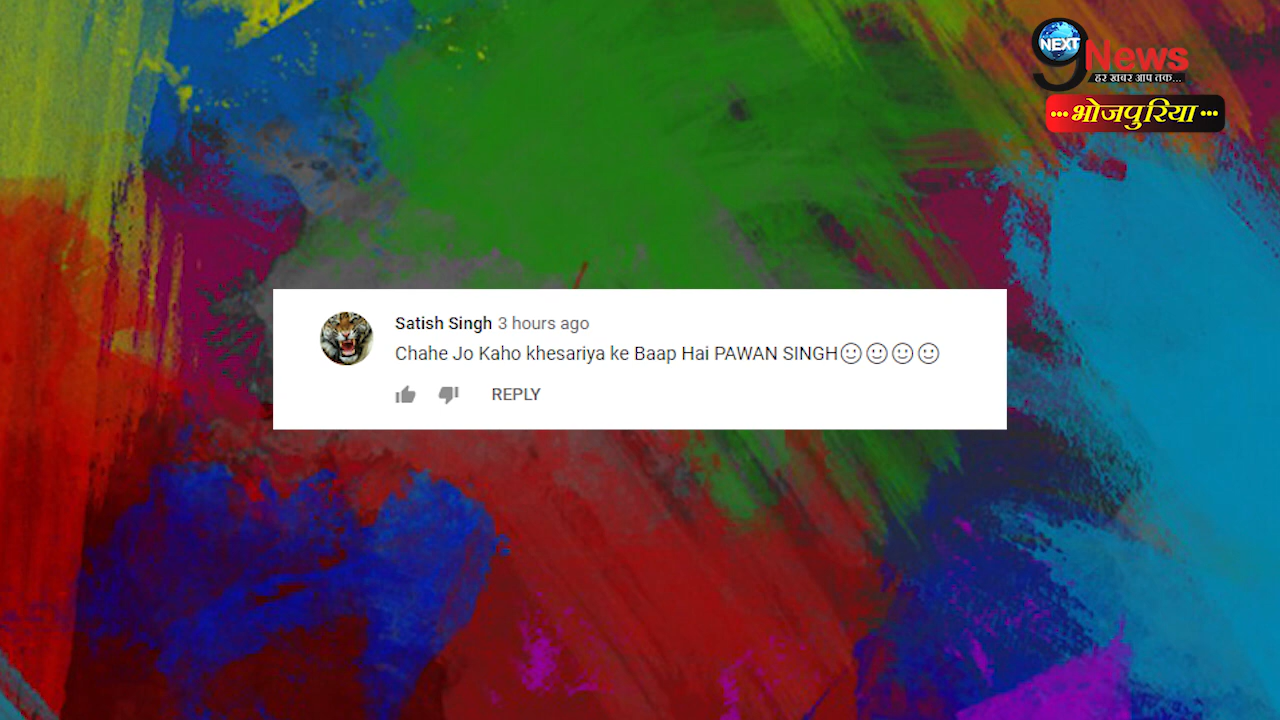 NEXT
9 News
हर खबर आप तक...
...भोजपुरिया...
Satish Singh 3 hours ago
Chahe Jo Kaho khesariya ke Baap Hai PAWAN SINGH☺☺☺☺
REPLY